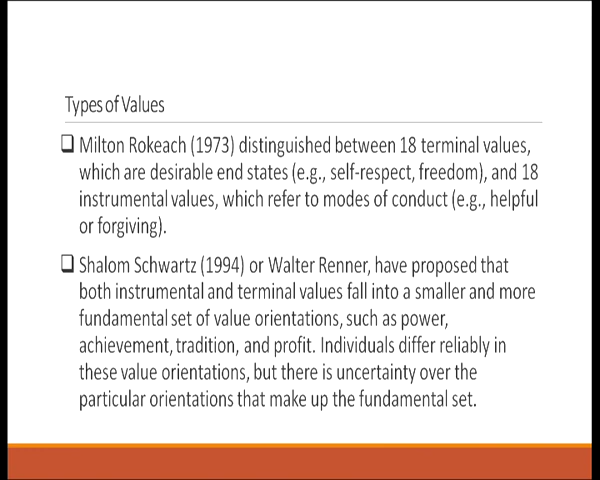 Types of Values
❑ Milton Rokeach (1973) distinguished between 18 terminal values,
which are desirable end states (e.g., self-respect, freedom), and 18
instrumental values, which refer to modes of conduct (e.g., helpful
or forgiving).
❑ Shalom Schwartz (1994) or Walter Renner, have proposed that
both instrumental and terminal values fall into a smaller and more
fundamental set of value orientations, such as power,
achievement, tradition, and profit. Individuals differ reliably in
these value orientations, but there is uncertainty over the
particular orientations that make up the fundamental set.